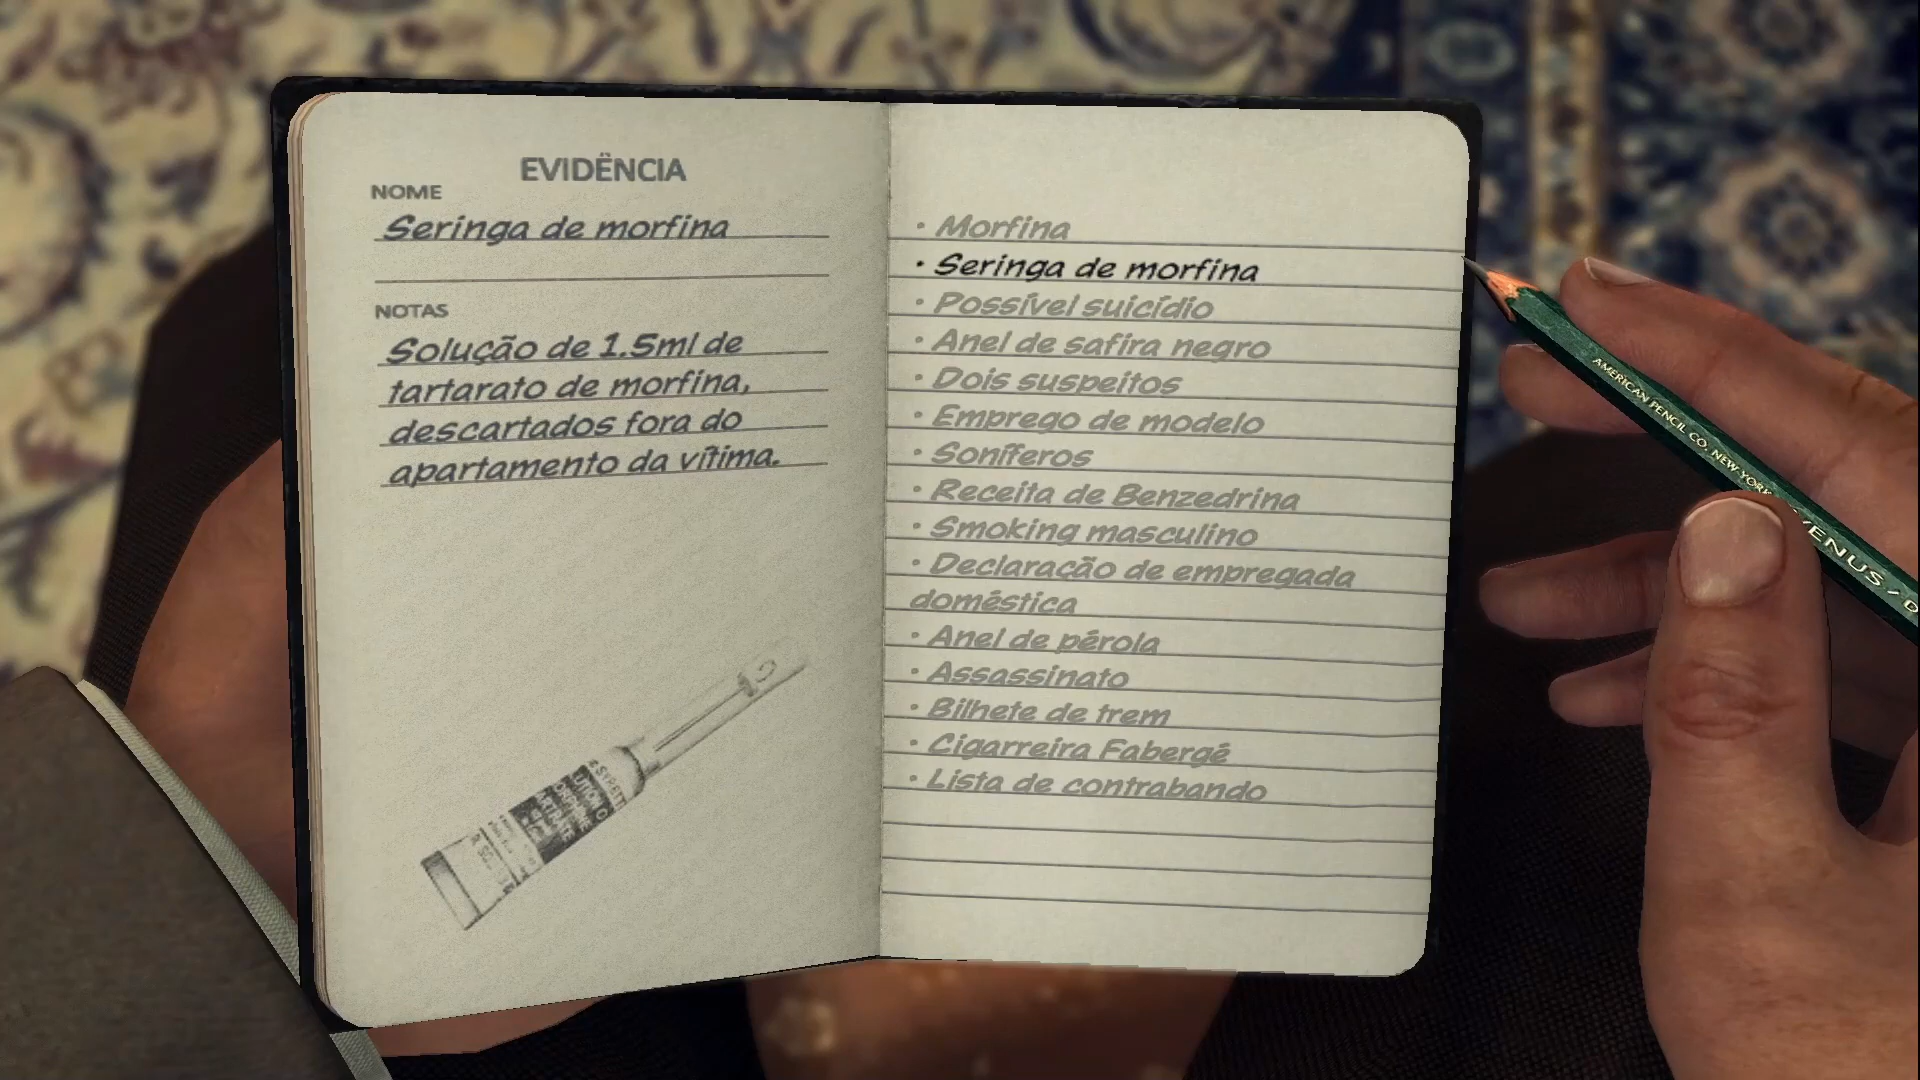 EVIDËNCIA
NOME
Seringa de morfina
NOTAS
Solução de 1.5ml de
tartarato de morfina,
descartados fora do
apartamento da vítima.
• Morfina
• Seringa de morfina
• Possível suicídio
• Anel de safira negro
• Dois suspeitos
• Emprego de modelo
• Soníferos
• Receita de Benzedrina
• Smoking masculino
• Declaração de empregada
doméstica
• Anel de pérola
• Assassinato
• Bilhete de trem
• Cigarreira Fabergé
• Lista de contrabando
AMERICAN PENCIL CO. NEW YORK
VENUS